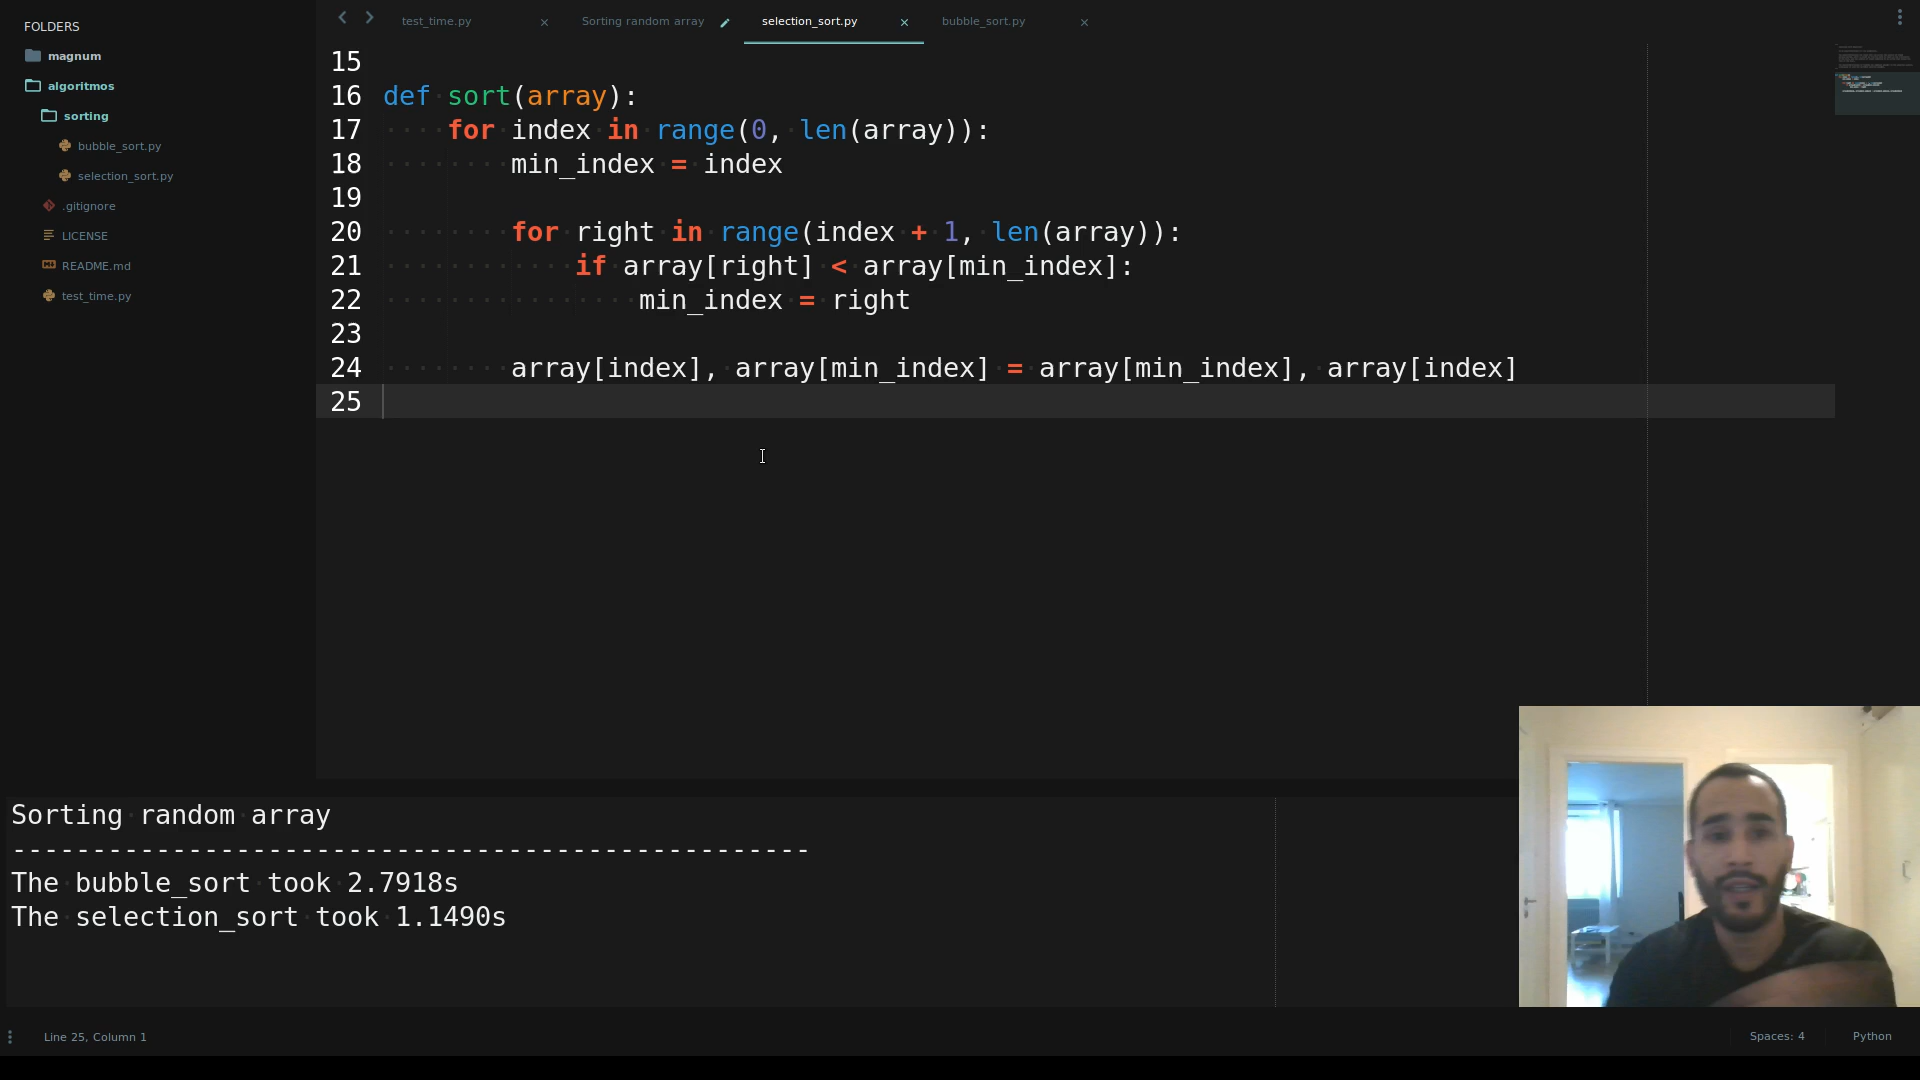 FOLDERS
magnum
algoritmos
sorting
bubble_sort.py
selection_sort.py
.gitignore
LICENSE
README.md
test_time.py
test_time.py
Sorting random array
selection_sort.py
bubble_sort.py
15
16 def sort(array):
17 for index in range(0, len(array)):
18 min_index = index
19
20 for right in range(index + 1, len(array)):
21 if array[right] < array[min_index]:
22 min_index = right
23
24 array[index], array[min_index] = array[min_index], array[index]
25
Sorting random array
--------------------------------------------------
The bubble_sort took 2.7918s
The selection_sort took 1.1490s
Line 25, Column 1
Spaces: 4
Python